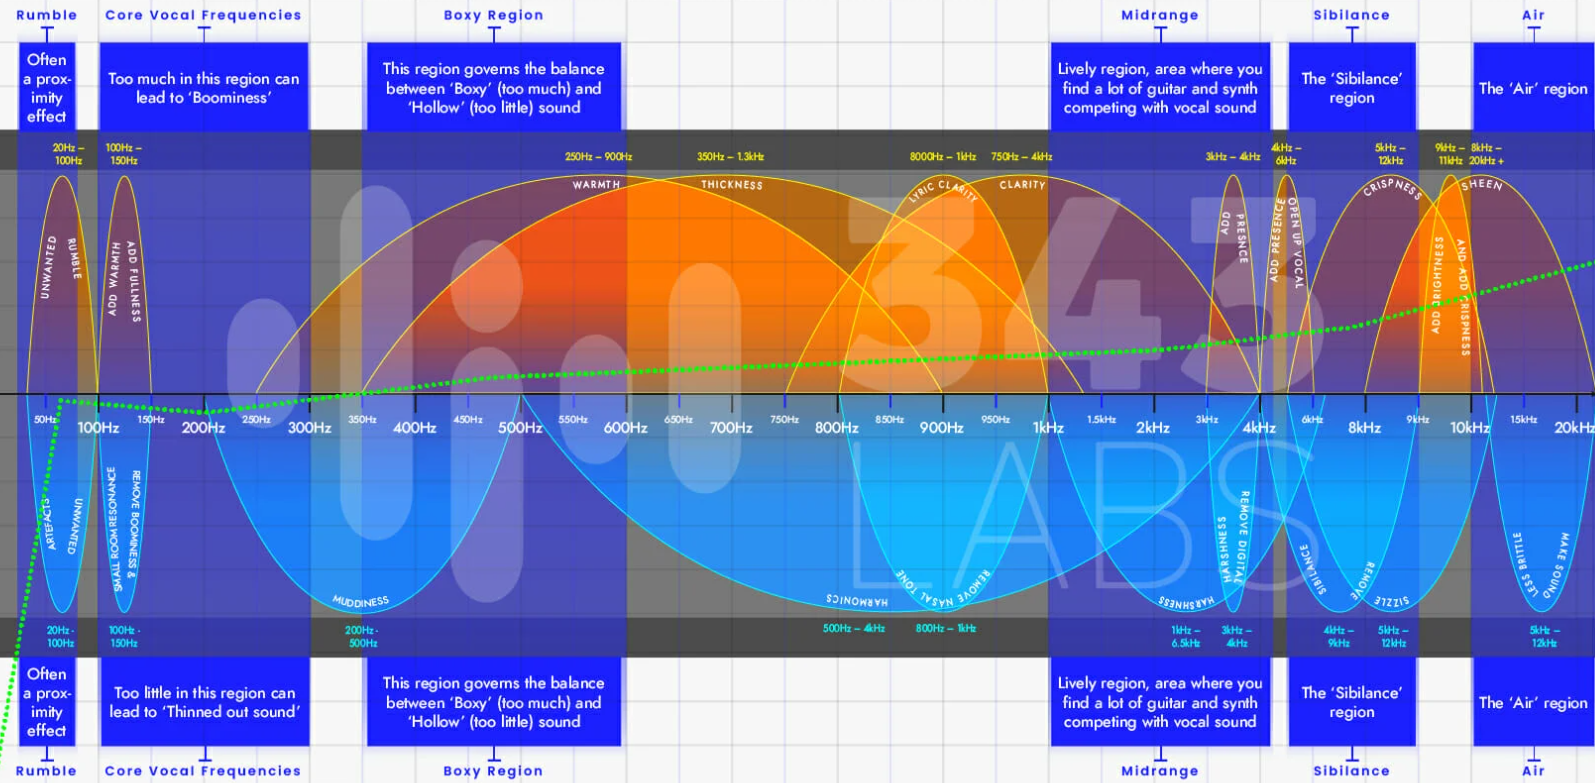 Rumble
Core Vocal Frequencies
Boxy Region
Midrange
Sibilance
Air
Often
a prox-
imity
effect
Too much in this region can
lead to ‘Boominess’
This region governs the balance
between ‘Boxy’ (too much) and
‘Hollow’ (too little) sound
Lively region, area where you
find a lot of guitar and synth
competing with vocal sound
The ‘Sibilance’
region
The ‘Air’ region
20Hz –
100Hz
100Hz –
150Hz
250Hz – 900Hz
350Hz – 1.3kHz
8000Hz – 1kHz
750Hz – 4kHz
3kHz – 4kHz
4kHz –
6kHz
5kHz –
12kHz
9kHz –
11kHz
8kHz –
20kHz +
UNWANTED
RUMBLE
ADD WARMTH
ADD FULLNESS
WARMTH
THICKNESS
LYRIC CLARITY
CLARITY
ADD
PRESNCE
ADD PRESENCE
OPEN UP VOCAL
CRISPNESS
ADD BRIGHTNESS
AND ADD CRISPNESS
SHEEN
343
LABS
50Hz
100Hz
150Hz
200Hz
250Hz
300Hz
350Hz
400Hz
450Hz
500Hz
550Hz
600Hz
650Hz
700Hz
750Hz
800Hz
850Hz
900Hz
950Hz
1kHz
1.5kHz
2kHz
3kHz
4kHz
6kHz
8kHz
9kHz
10kHz
15kHz
20kHz
ARTEFACTS
UNWANTED
SMALL ROOM RESONANCE
REMOVE BOOMINESS &
MUDDINESS
HARMONICS
REMOVE NASAL TONE
HARSHNESS
HARSHNESS
REMOVE DIGITAL
SIBILANCE
REMOVE
SIZZLE
LESS BRITTLE
MAKE SOUND
20Hz -
100Hz
100Hz -
150Hz
200Hz -
500Hz
500Hz – 4kHz
800Hz – 1kHz
1kHz –
6.5kHz
3kHz –
4kHz
4kHz –
9kHz
5kHz –
12kHz
5kHz –
12kHz
Often
a prox-
imity
effect
Too little in this region can
lead to ‘Thinned out sound’
This region governs the balance
between ‘Boxy’ (too much) and
‘Hollow’ (too little) sound
Lively region, area where you
find a lot of guitar and synth
competing with vocal sound
The ‘Sibilance’
region
The ‘Air’ region
Rumble
Core Vocal Frequencies
Boxy Region
Midrange
Sibilance
Air